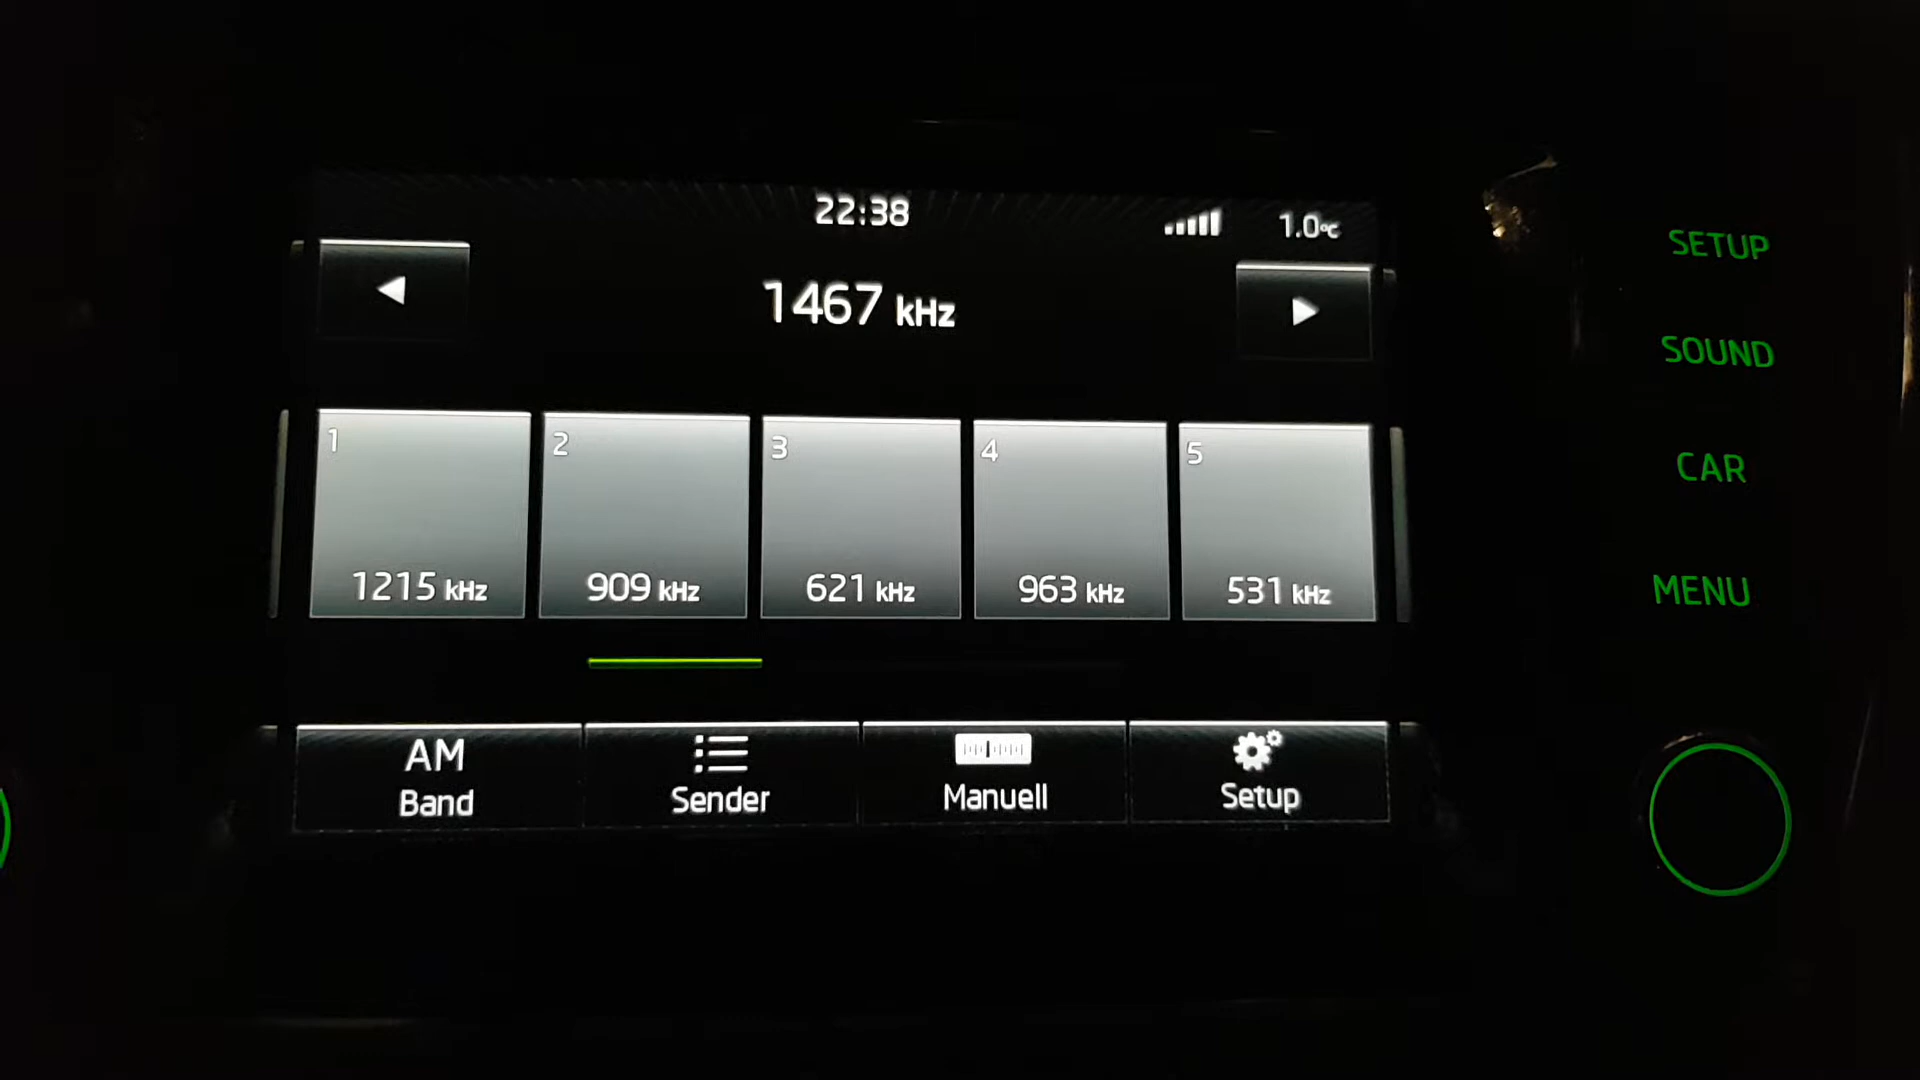 22:38
1.0°C
1467 kHz
1
2
3
4
5
1215 kHz
909 kHz
621 kHz
963 kHz
531 kHz
AM
Band
Sender
Manuell
Setup
SETUP
SOUND
CAR
MENU